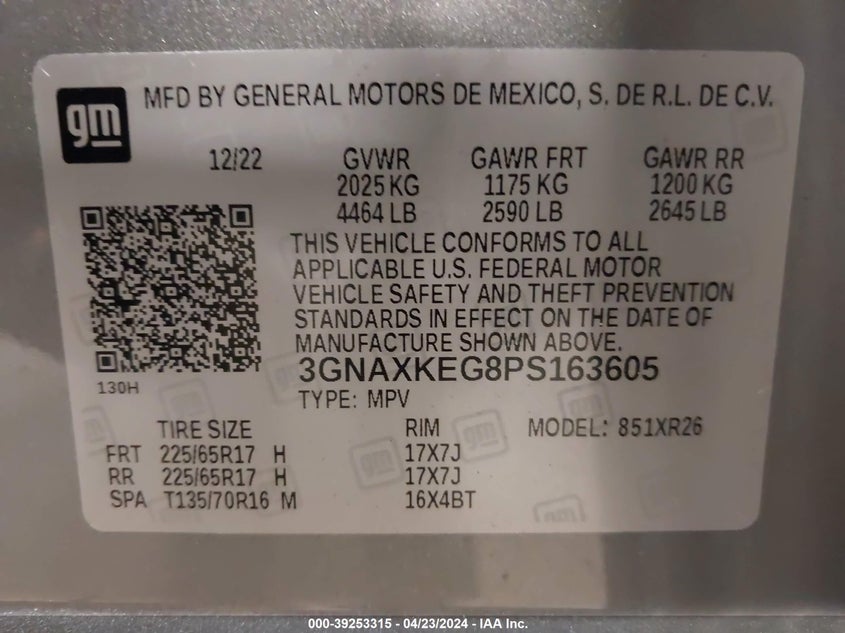 gm
MFD BY GENERAL MOTORS DE MEXICO, S. DE R.L. DE C.V.
12/22 GVWR GAWR FRT GAWR RR
2025 KG 1175 KG 1200 KG
4464 LB 2590 LB 2645 LB
THIS VEHICLE CONFORMS TO ALL
APPLICABLE U.S. FEDERAL MOTOR
VEHICLE SAFETY AND THEFT PREVENTION
STANDARDS IN EFFECT ON THE DATE OF
MANUFACTURE SHOWN ABOVE.
130H 3GNAXKEG8PS163605
TYPE: MPV
TIRE SIZE RIM MODEL: 851XR26
FRT 225/65R17 H 17X7J
RR 225/65R17 H 17X7J
SPA T135/70R16 M 16X4BT
000-39253315 - 04/23/2024 - IAA Inc.